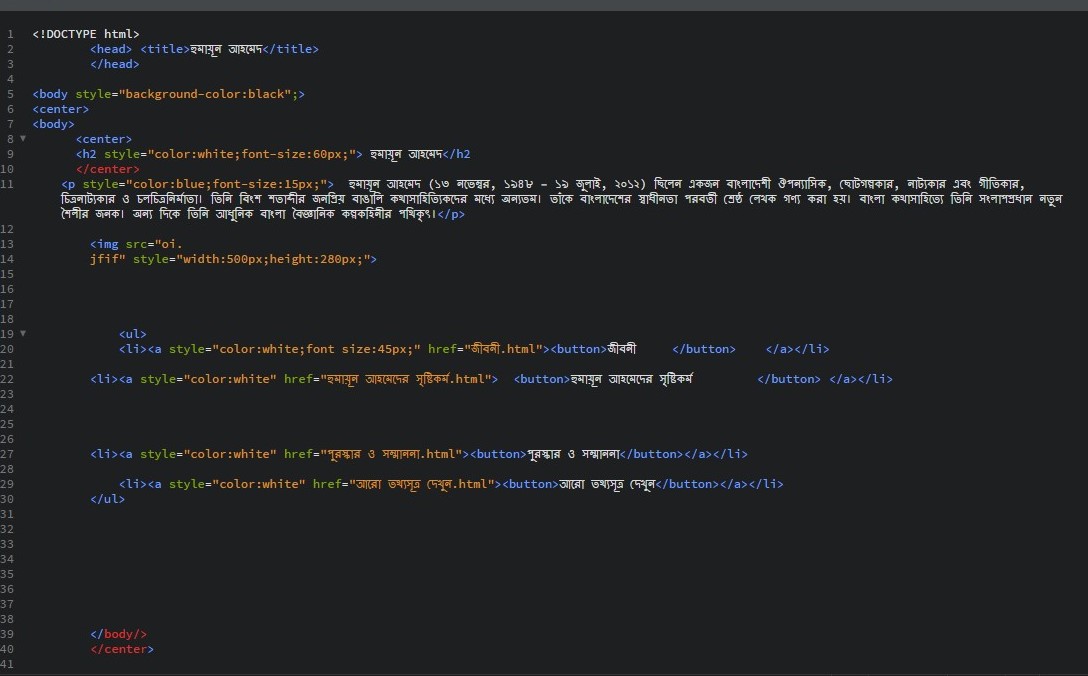 1 <!DOCTYPE html>
2 <head> <title>হুমায়ূন আহমেদ</title>
3 </head>
4
5 <body style="background-color:black";>
6 <center>
7 <body>
8 <center>
9 <h2 style="color:white;font-size:60px;"> হুমায়ূন আহমেদ</h2
10 </center>
11 <p style="color:blue;font-size:15px;"> হুমায়ূন আহমেদ (১৩ নভেম্বর, ১৯৪৮ – ১৯ জুলাই, ২০১২) ছিলেন একজন বাংলাদেশী ঔপন্যাসিক, ছোটগল্পকার, নাট্যকার এবং গীতিকার,
চিত্রনাট্যকার ও চলচ্চিত্রনির্মাতা। তিনি বিংশ শতাব্দীর জনপ্রিয় বাঙালি কথাসাহিত্যিকদের মধ্যে অন্যতম। তাঁকে বাংলাদেশের স্বাধীনতা পরবর্তী শ্রেষ্ঠ লেখক গণ্য করা হয়। বাংলা কথাসাহিত্যে তিনি সংলাপপ্রধান নতুন
শৈলীর জনক। অন্য দিকে তিনি আধুনিক বাংলা বৈজ্ঞানিক কল্পকাহিনীর পথিকৃৎ।</p>
12
13 <img src="oi.
14 jfif" style="width:500px;height:280px;">
15
16
17
18
19 <ul>
20 <li><a style="color:white;font size:45px;" href="জীবনী.html"><button>জীবনী </button> </a></li>
21
22 <li><a style="color:white" href="হুমায়ূন আহমেদের সৃষ্টিকর্ম.html"> <button>হুমায়ূন আহমেদের সৃষ্টিকর্ম </button> </a></li>
23
24
25
26
27 <li><a style="color:white" href="পুরস্কার ও সম্মাননা.html"><button>পুরস্কার ও সম্মাননা</button></a></li>
28
29 <li><a style="color:white" href="আরো তথ্যসূত্র দেখুন.html"><button>আরো তথ্যসূত্র দেখুন</button></a></li>
30 </ul>
31
32
33
34
35
36
37
38
39 </body/>
40 </center>
41